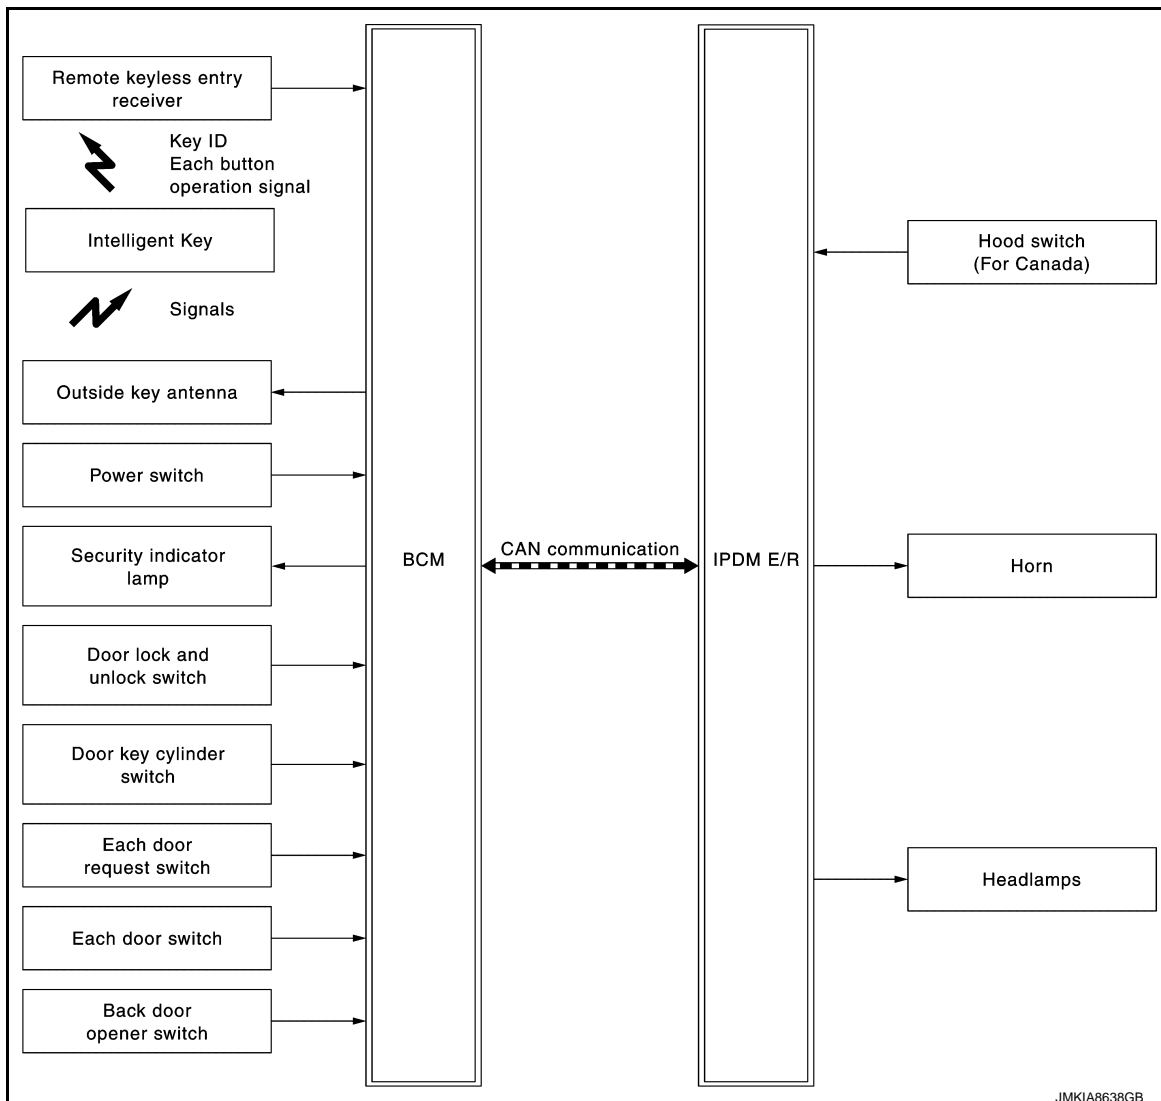 Remote keyless entry
receiver
Key ID
Each button
operation signal
Intelligent Key
Signals
Outside key antenna
Power switch
Security indicator
lamp
Door lock and
unlock switch
Door key cylinder
switch
Each door
request switch
Each door switch
Back door
opener switch
BCM
CAN communication
IPDM E/R
Hood switch
(For Canada)
Horn
Headlamps
JMKIA8638GB